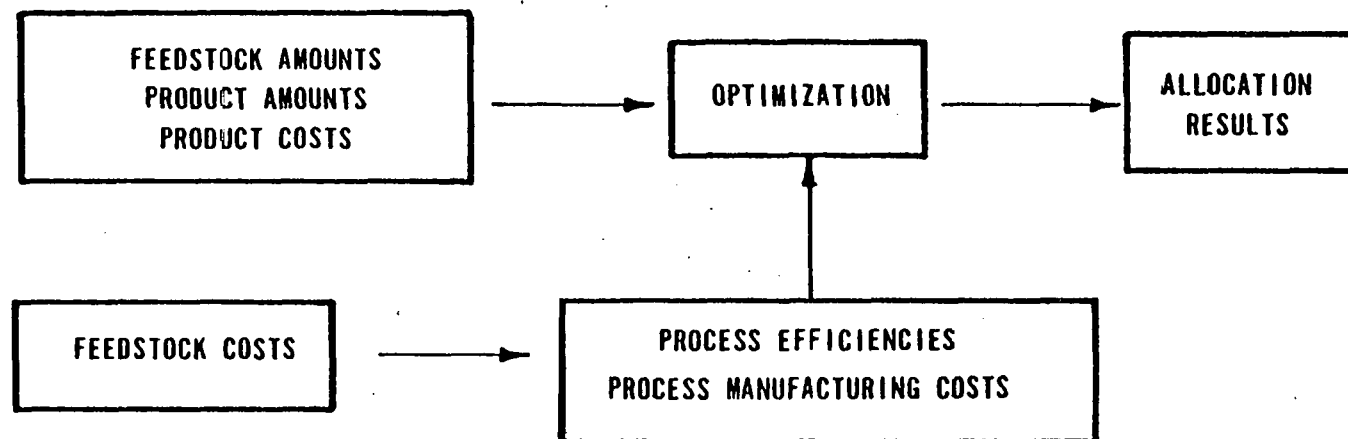 FEEDSTOCK AMOUNTS
PRODUCT AMOUNTS
PRODUCT COSTS
OPTIMIZATION
ALLOCATION
RESULTS
FEEDSTOCK COSTS
PROCESS EFFICIENCIES
PROCESS MANUFACTURING COSTS